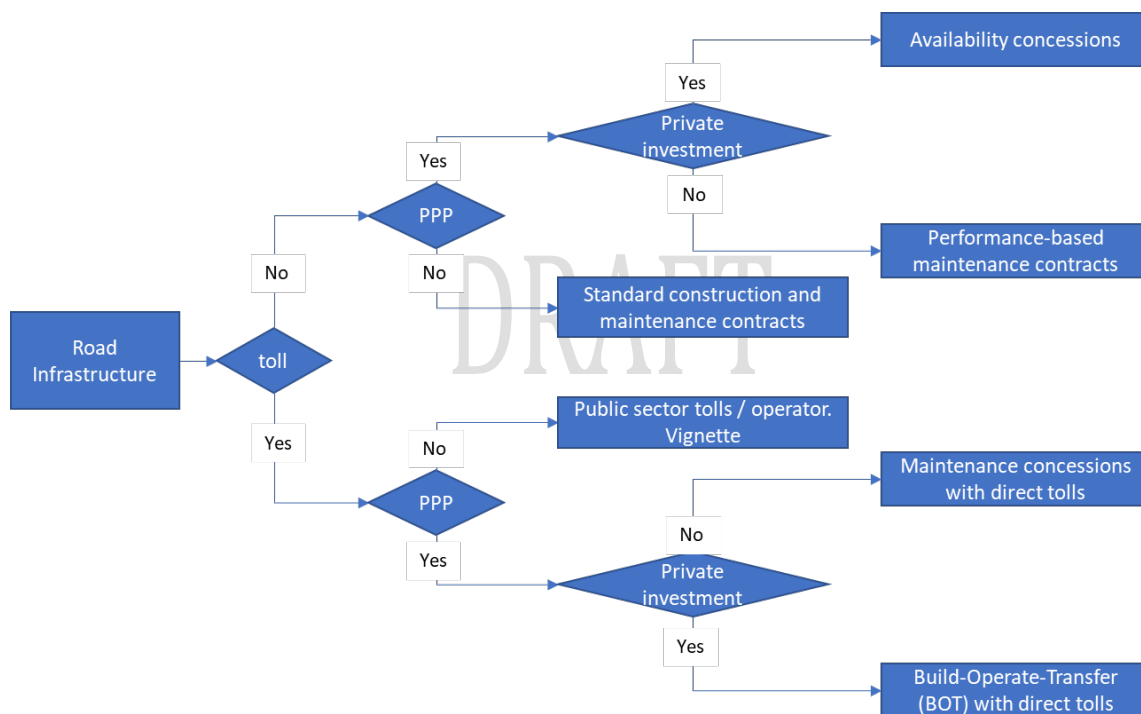 Availability concessions
Yes
Private
investment
Yes
No
PPP
Performance-based
maintenance contracts
No
No
DRAFT
Standard construction and
maintenance contracts
Road
Infrastructure
toll
Public sector tolls / operator.
Vignette
Yes
No
Maintenance concessions
with direct tolls
PPP
No
Yes
Private
investment
Yes
Build-Operate-Transfer
(BOT) with direct tolls